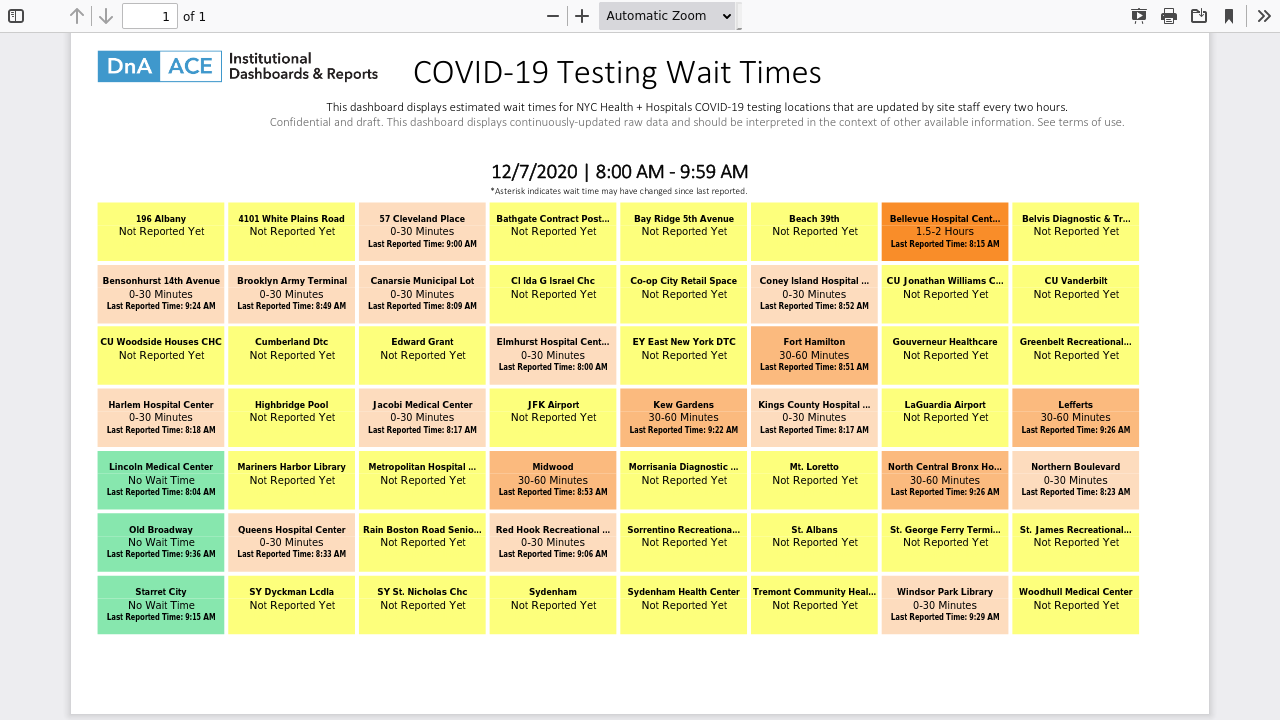 1 of 1 Automatic Zoom
DnA ACE Institutional
Dashboards & Reports
COVID-19 Testing Wait Times
This dashboard displays estimated wait times for NYC Health + Hospitals COVID-19 testing locations that are updated by site staff every two hours.
Confidential and draft. This dashboard displays continuously-updated raw data and should be interpreted in the context of other available information. See terms of use.
12/7/2020 | 8:00 AM - 9:59 AM
*Asterisk indicates wait time may have changed since last reported.
196 Albany
Not Reported Yet
4101 White Plains Road
Not Reported Yet
57 Cleveland Place
0-30 Minutes
Last Reported Time: 9:00 AM
Bathgate Contract Post...
Not Reported Yet
Bay Ridge 5th Avenue
Not Reported Yet
Beach 39th
Not Reported Yet
Bellevue Hospital Cent...
1.5-2 Hours
Last Reported Time: 8:15 AM
Belvis Diagnostic & Tr...
Not Reported Yet
Bensonhurst 14th Avenue
0-30 Minutes
Last Reported Time: 9:24 AM
Brooklyn Army Terminal
0-30 Minutes
Last Reported Time: 8:49 AM
Canarsie Municipal Lot
0-30 Minutes
Last Reported Time: 8:09 AM
CI Ida G Israel Chc
Not Reported Yet
Co-op City Retail Space
Not Reported Yet
Coney Island Hospital ...
0-30 Minutes
Last Reported Time: 8:52 AM
CU Jonathan Williams C...
Not Reported Yet
CU Vanderbilt
Not Reported Yet
CU Woodside Houses CHC
Not Reported Yet
Cumberland Dtc
Not Reported Yet
Edward Grant
Not Reported Yet
Elmhurst Hospital Cent...
0-30 Minutes
Last Reported Time: 8:00 AM
EY East New York DTC
Not Reported Yet
Fort Hamilton
30-60 Minutes
Last Reported Time: 8:51 AM
Gouverneur Healthcare
Not Reported Yet
Greenbelt Recreational...
Not Reported Yet
Harlem Hospital Center
0-30 Minutes
Last Reported Time: 8:18 AM
Highbridge Pool
Not Reported Yet
Jacobi Medical Center
0-30 Minutes
Last Reported Time: 8:17 AM
JFK Airport
Not Reported Yet
Kew Gardens
30-60 Minutes
Last Reported Time: 9:22 AM
Kings County Hospital ...
0-30 Minutes
Last Reported Time: 8:17 AM
LaGuardia Airport
Not Reported Yet
Lefferts
30-60 Minutes
Last Reported Time: 9:26 AM
Lincoln Medical Center
No Wait Time
Last Reported Time: 8:04 AM
Mariners Harbor Library
Not Reported Yet
Metropolitan Hospital ...
Not Reported Yet
Midwood
30-60 Minutes
Last Reported Time: 8:53 AM
Morrisania Diagnostic ...
Not Reported Yet
Mt. Loretto
Not Reported Yet
North Central Bronx Ho...
30-60 Minutes
Last Reported Time: 9:26 AM
Northern Boulevard
0-30 Minutes
Last Reported Time: 8:23 AM
Old Broadway
No Wait Time
Last Reported Time: 9:36 AM
Queens Hospital Center
0-30 Minutes
Last Reported Time: 8:33 AM
Rain Boston Road Senio...
Not Reported Yet
Red Hook Recreational ...
0-30 Minutes
Last Reported Time: 9:06 AM
Sorrentino Recreationa...
Not Reported Yet
St. Albans
Not Reported Yet
St. George Ferry Termi...
Not Reported Yet
St. James Recreational...
Not Reported Yet
Starret City
No Wait Time
Last Reported Time: 9:15 AM
SY Dyckman Lcdla
Not Reported Yet
SY St. Nicholas Chc
Not Reported Yet
Sydenham
Not Reported Yet
Sydenham Health Center
Not Reported Yet
Tremont Community Heal...
Not Reported Yet
Windsor Park Library
0-30 Minutes
Last Reported Time: 9:29 AM
Woodhull Medical Center
Not Reported Yet